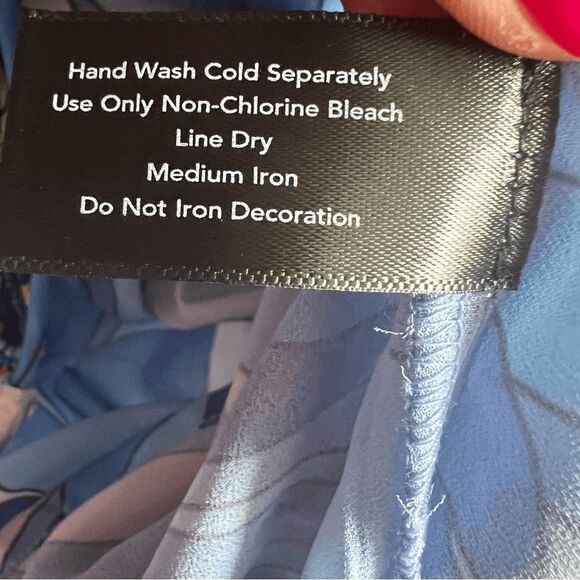 Hand Wash Cold Separately
Use Only Non-Chlorine Bleach
Line Dry
Medium Iron
Do Not Iron Decoration